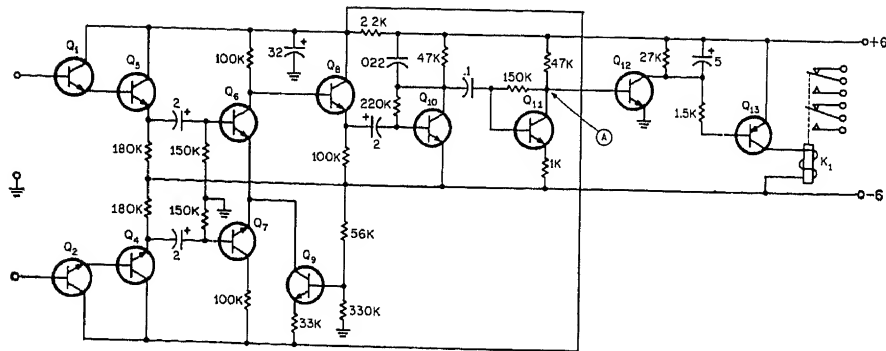 Q1
Q5
100K
32
+
Q8
2.2K
.022
47K
.1
150K
47K
Q12
27K
+
5
+6
Q6
2
+
220K
Q10
Q11
Q13
1.5K
A
180K
150K
100K
+
2
1K
K1
-6
180K
150K
+
2
Q2
Q4
Q7
56K
Q9
100K
33K
330K